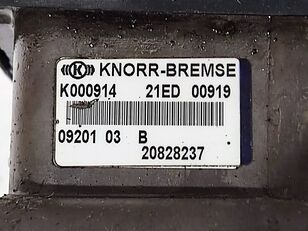 KNORR-BREMSE
K000914 21ED 00919
09201 03 B
20828237